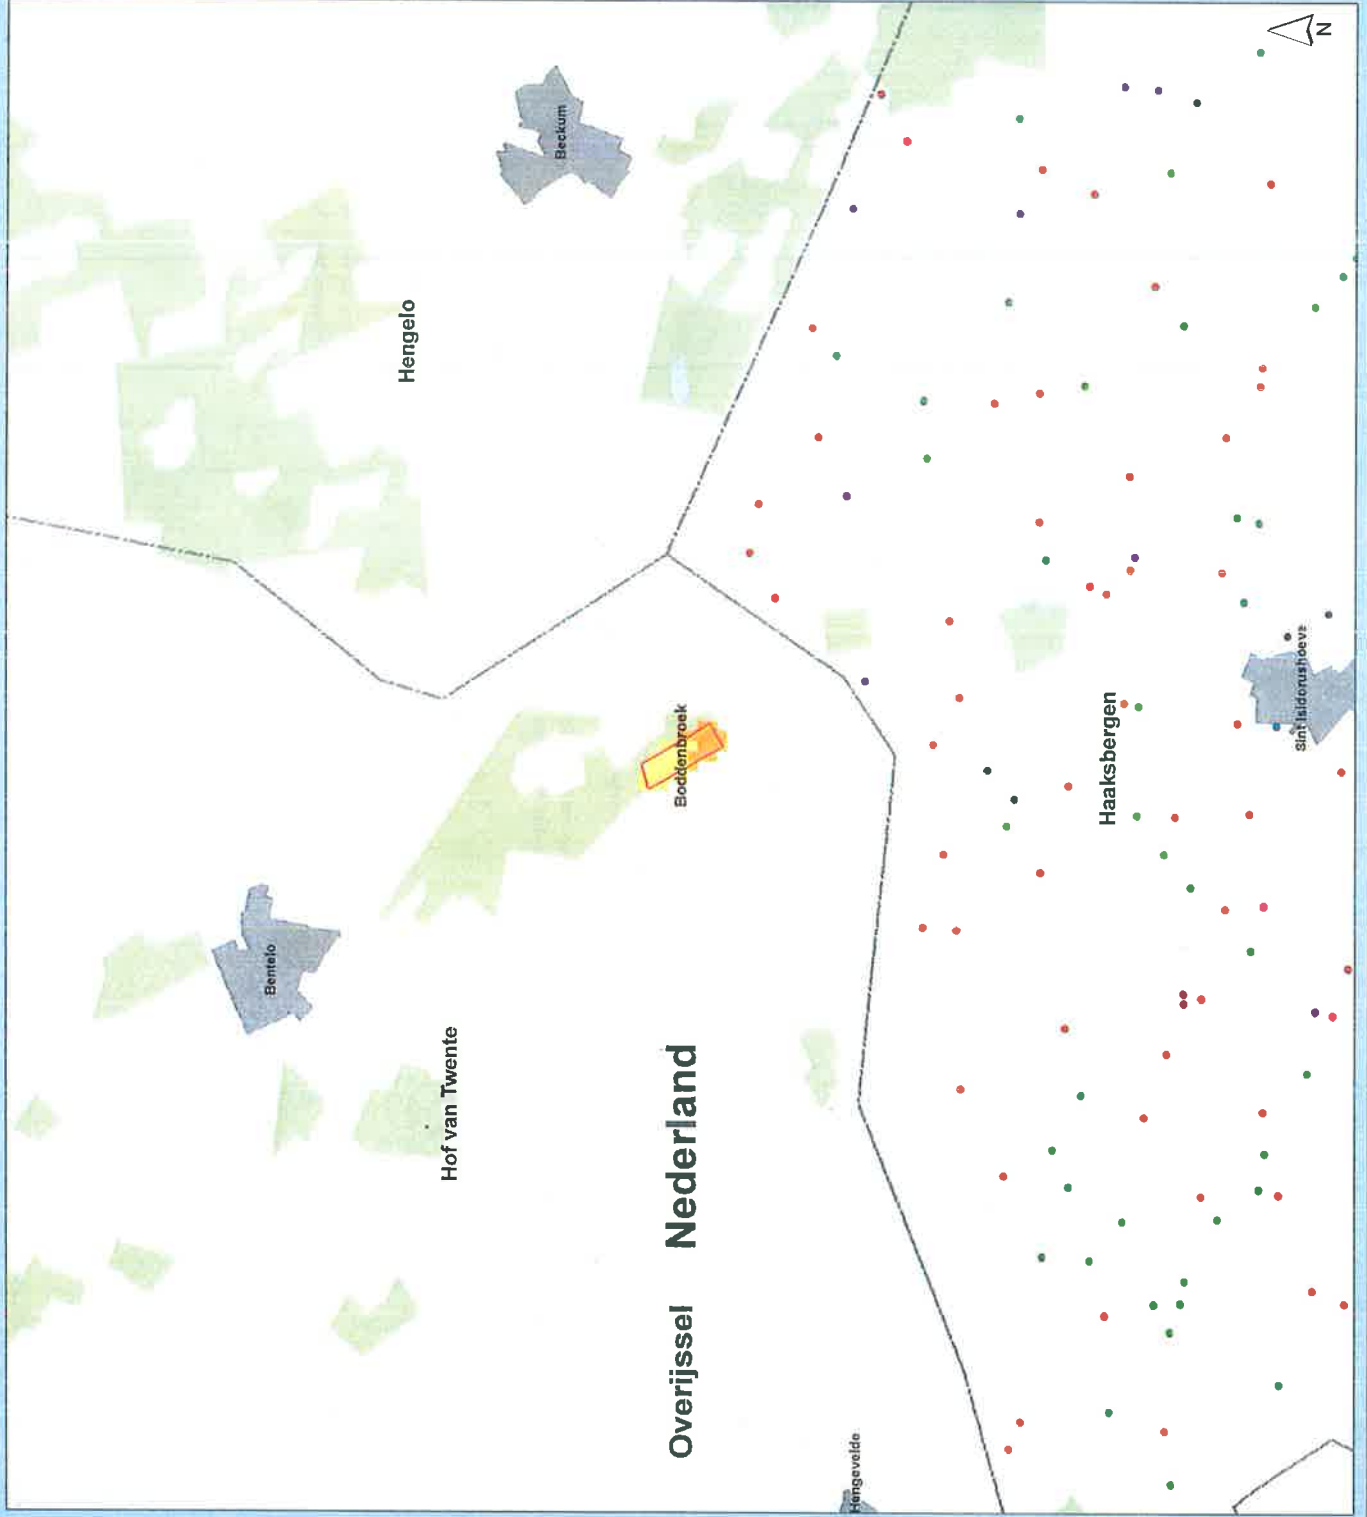 Bentelo
Hengelo
Hof van Twente
Beckum
Overijssel
Nederland
Boddenbroek
Hengevelde
Haaksbergen
Sint Isidorushoeve
N